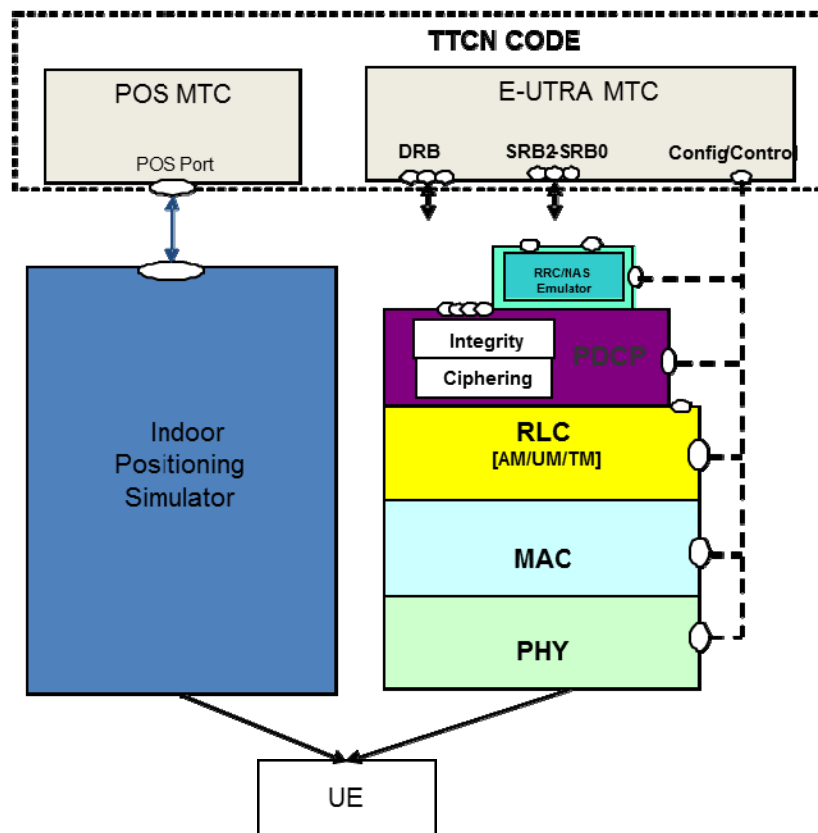 TTCN CODE
POS MTC
E-UTRA MTC
POS Port
DRB
SRB2-SRB0
Config/Control
RRC/NAS
Emulator
Integrity
Ciphering
PDCP
Indoor
Positioning
Simulator
RLC
[AM/UM/TM]
MAC
PHY
UE